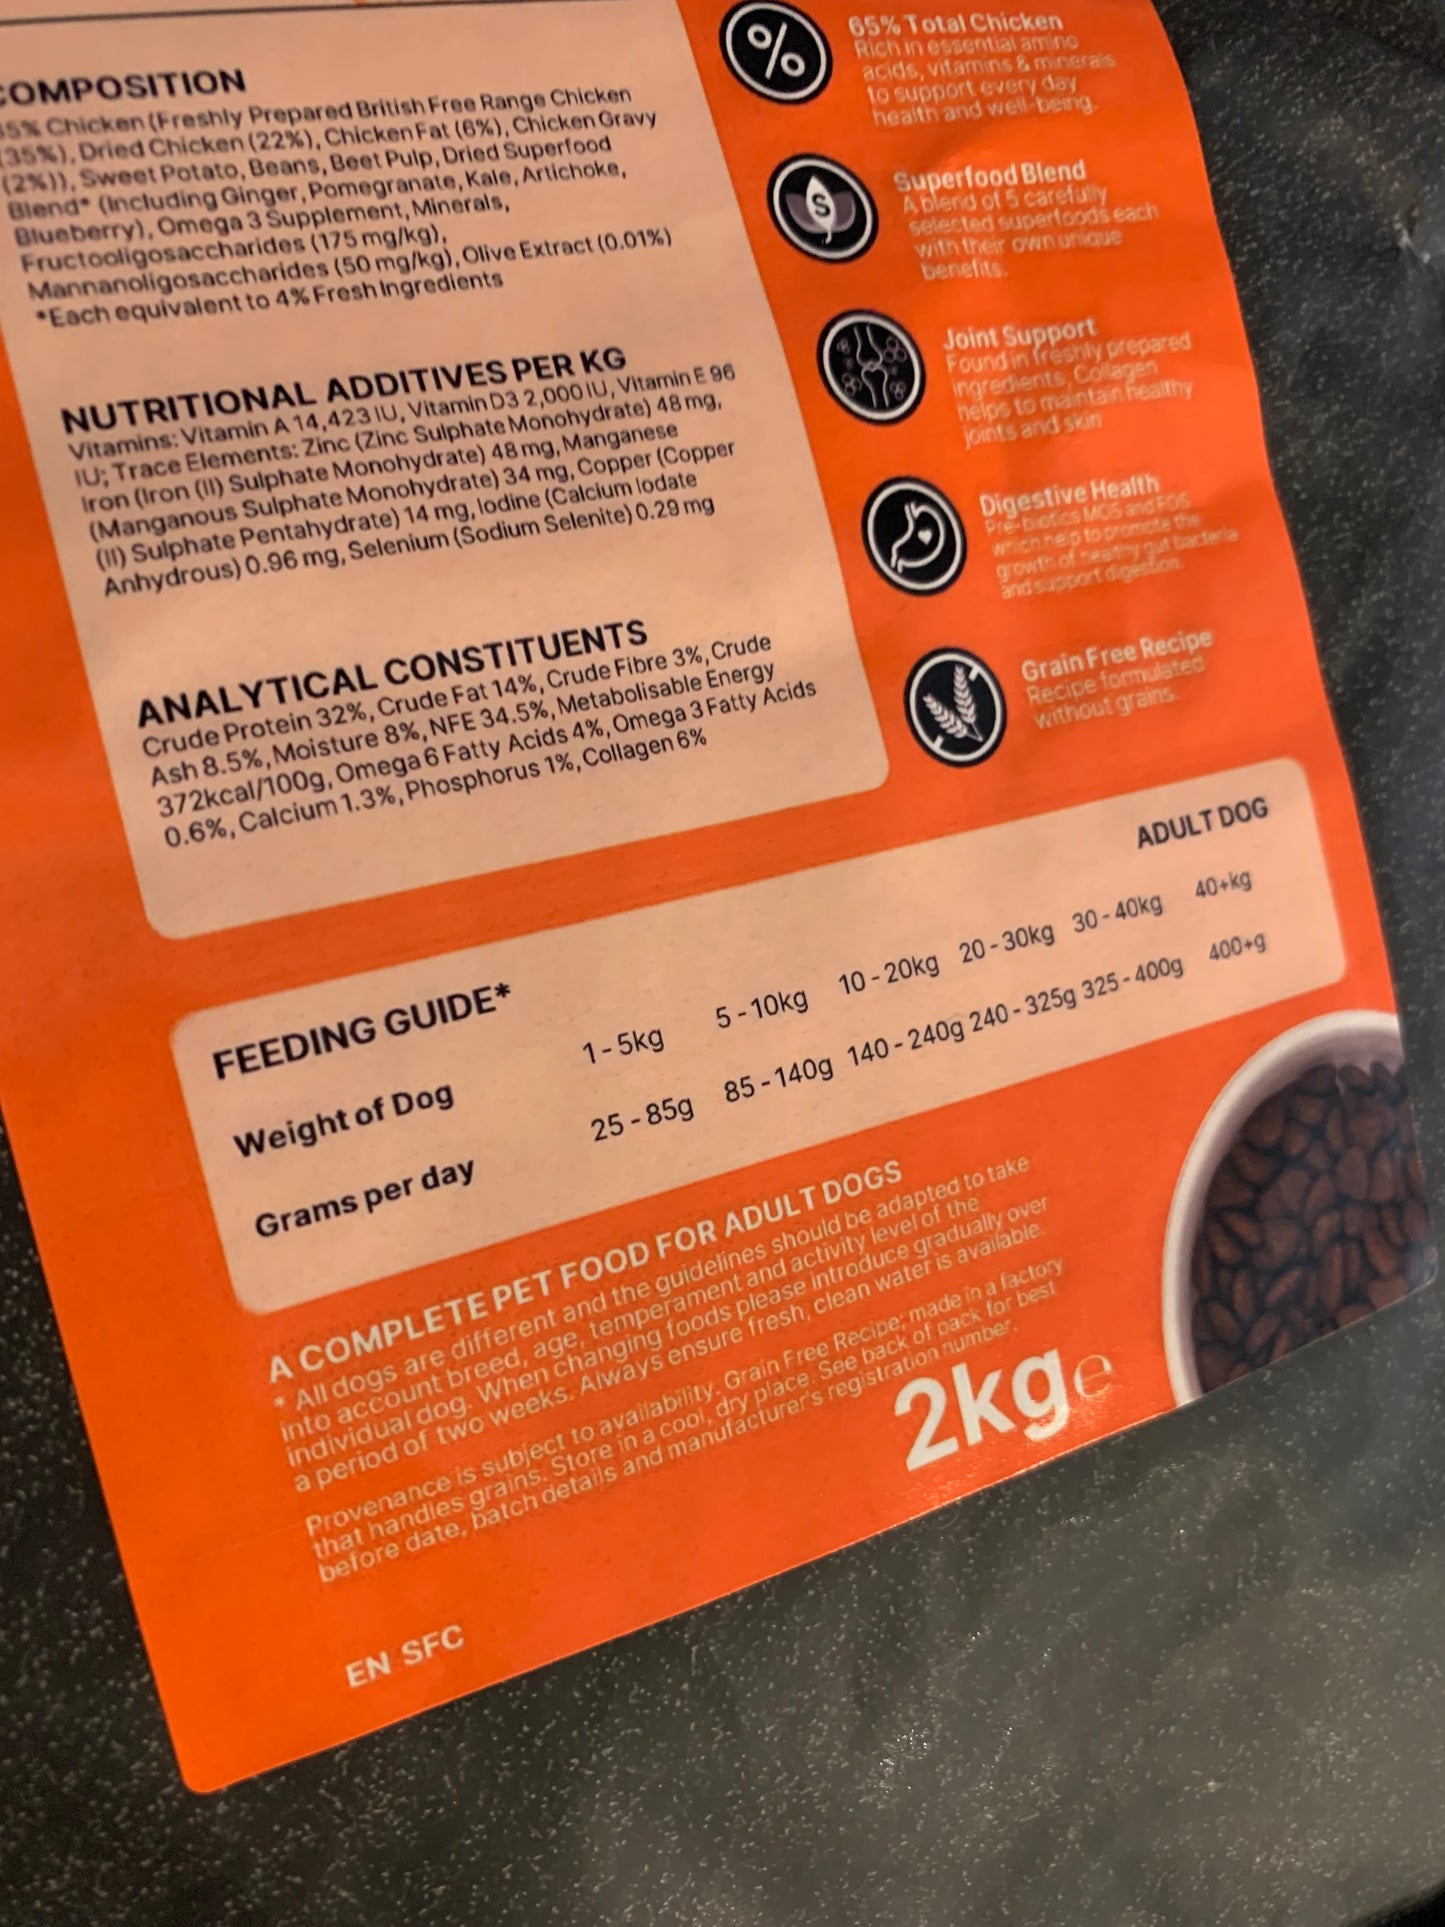 COMPOSITION
65% Chicken (Freshly Prepared British Free Range Chicken
(35%), Dried Chicken (22%), Chicken Fat (6%), Chicken Gravy
(2%)), Sweet Potato, Beans, Beet Pulp, Dried Superfood
Blend* (Including Ginger, Pomegranate, Kale, Artichoke,
Blueberry), Omega 3 Supplement, Minerals,
Fructooligosaccharides (175 mg/kg),
Mannanoligosaccharides (50 mg/kg), Olive Extract (0.01%)
*Each equivalent to 4% Fresh Ingredients
NUTRITIONAL ADDITIVES PER KG
Vitamins: Vitamin A 14,423 IU, Vitamin D3 2,000 IU, Vitamin E 96
IU; Trace Elements: Zinc (Zinc Sulphate Monohydrate) 48 mg,
Iron (Iron (II) Sulphate Monohydrate) 48 mg, Manganese
(Manganous Sulphate Monohydrate) 34 mg, Copper (Copper
(II) Sulphate Pentahydrate) 14 mg, Iodine (Calcium Iodate
Anhydrous) 0.96 mg, Selenium (Sodium Selenite) 0.29 mg
ANALYTICAL CONSTITUENTS
Crude Protein 32%, Crude Fat 14%, Crude Fibre 3%, Crude
Ash 8.5%, Moisture 8%, NFE 34.5%, Metabolisable Energy
372kcal/100g, Omega 6 Fatty Acids 4%, Omega 3 Fatty Acids
0.6%, Calcium 1.3%, Phosphorus 1%, Collagen 6%
%
65% Total Chicken
Rich in essential amino
acids, vitamins & minerals
to support every day
health and well-being.
S
Superfood Blend
A blend of 5 carefully
selected superfoods each
with their own unique
benefits.
Joint Support
Found in freshly prepared
ingredients, Collagen
helps to maintain healthy
joints and skin
Digestive Health
Pre-biotics MOS and FOS
which help to promote the
growth of healthy gut bacteria
and support digestion.
Grain Free Recipe
Recipe formulated
without grains.
FEEDING GUIDE* ADULT DOG
Weight of Dog 1 - 5kg 5 - 10kg 10 - 20kg 20 - 30kg 30 - 40kg 40+kg
Grams per day 25 - 85g 85 - 140g 140 - 240g 240 - 325g 325 - 400g 400+g
A COMPLETE PET FOOD FOR ADULT DOGS
* All dogs are different and the guidelines should be adapted to take
into account breed, age, temperament and activity level of the
individual dog. When changing foods please introduce gradually over
a period of two weeks. Always ensure fresh, clean water is available.
Provenance is subject to availability. Grain Free Recipe; made in a factory
that handles grains. Store in a cool, dry place. See back of pack for best
before date, batch details and manufacturer's registration number.
2kg e
EN SFC